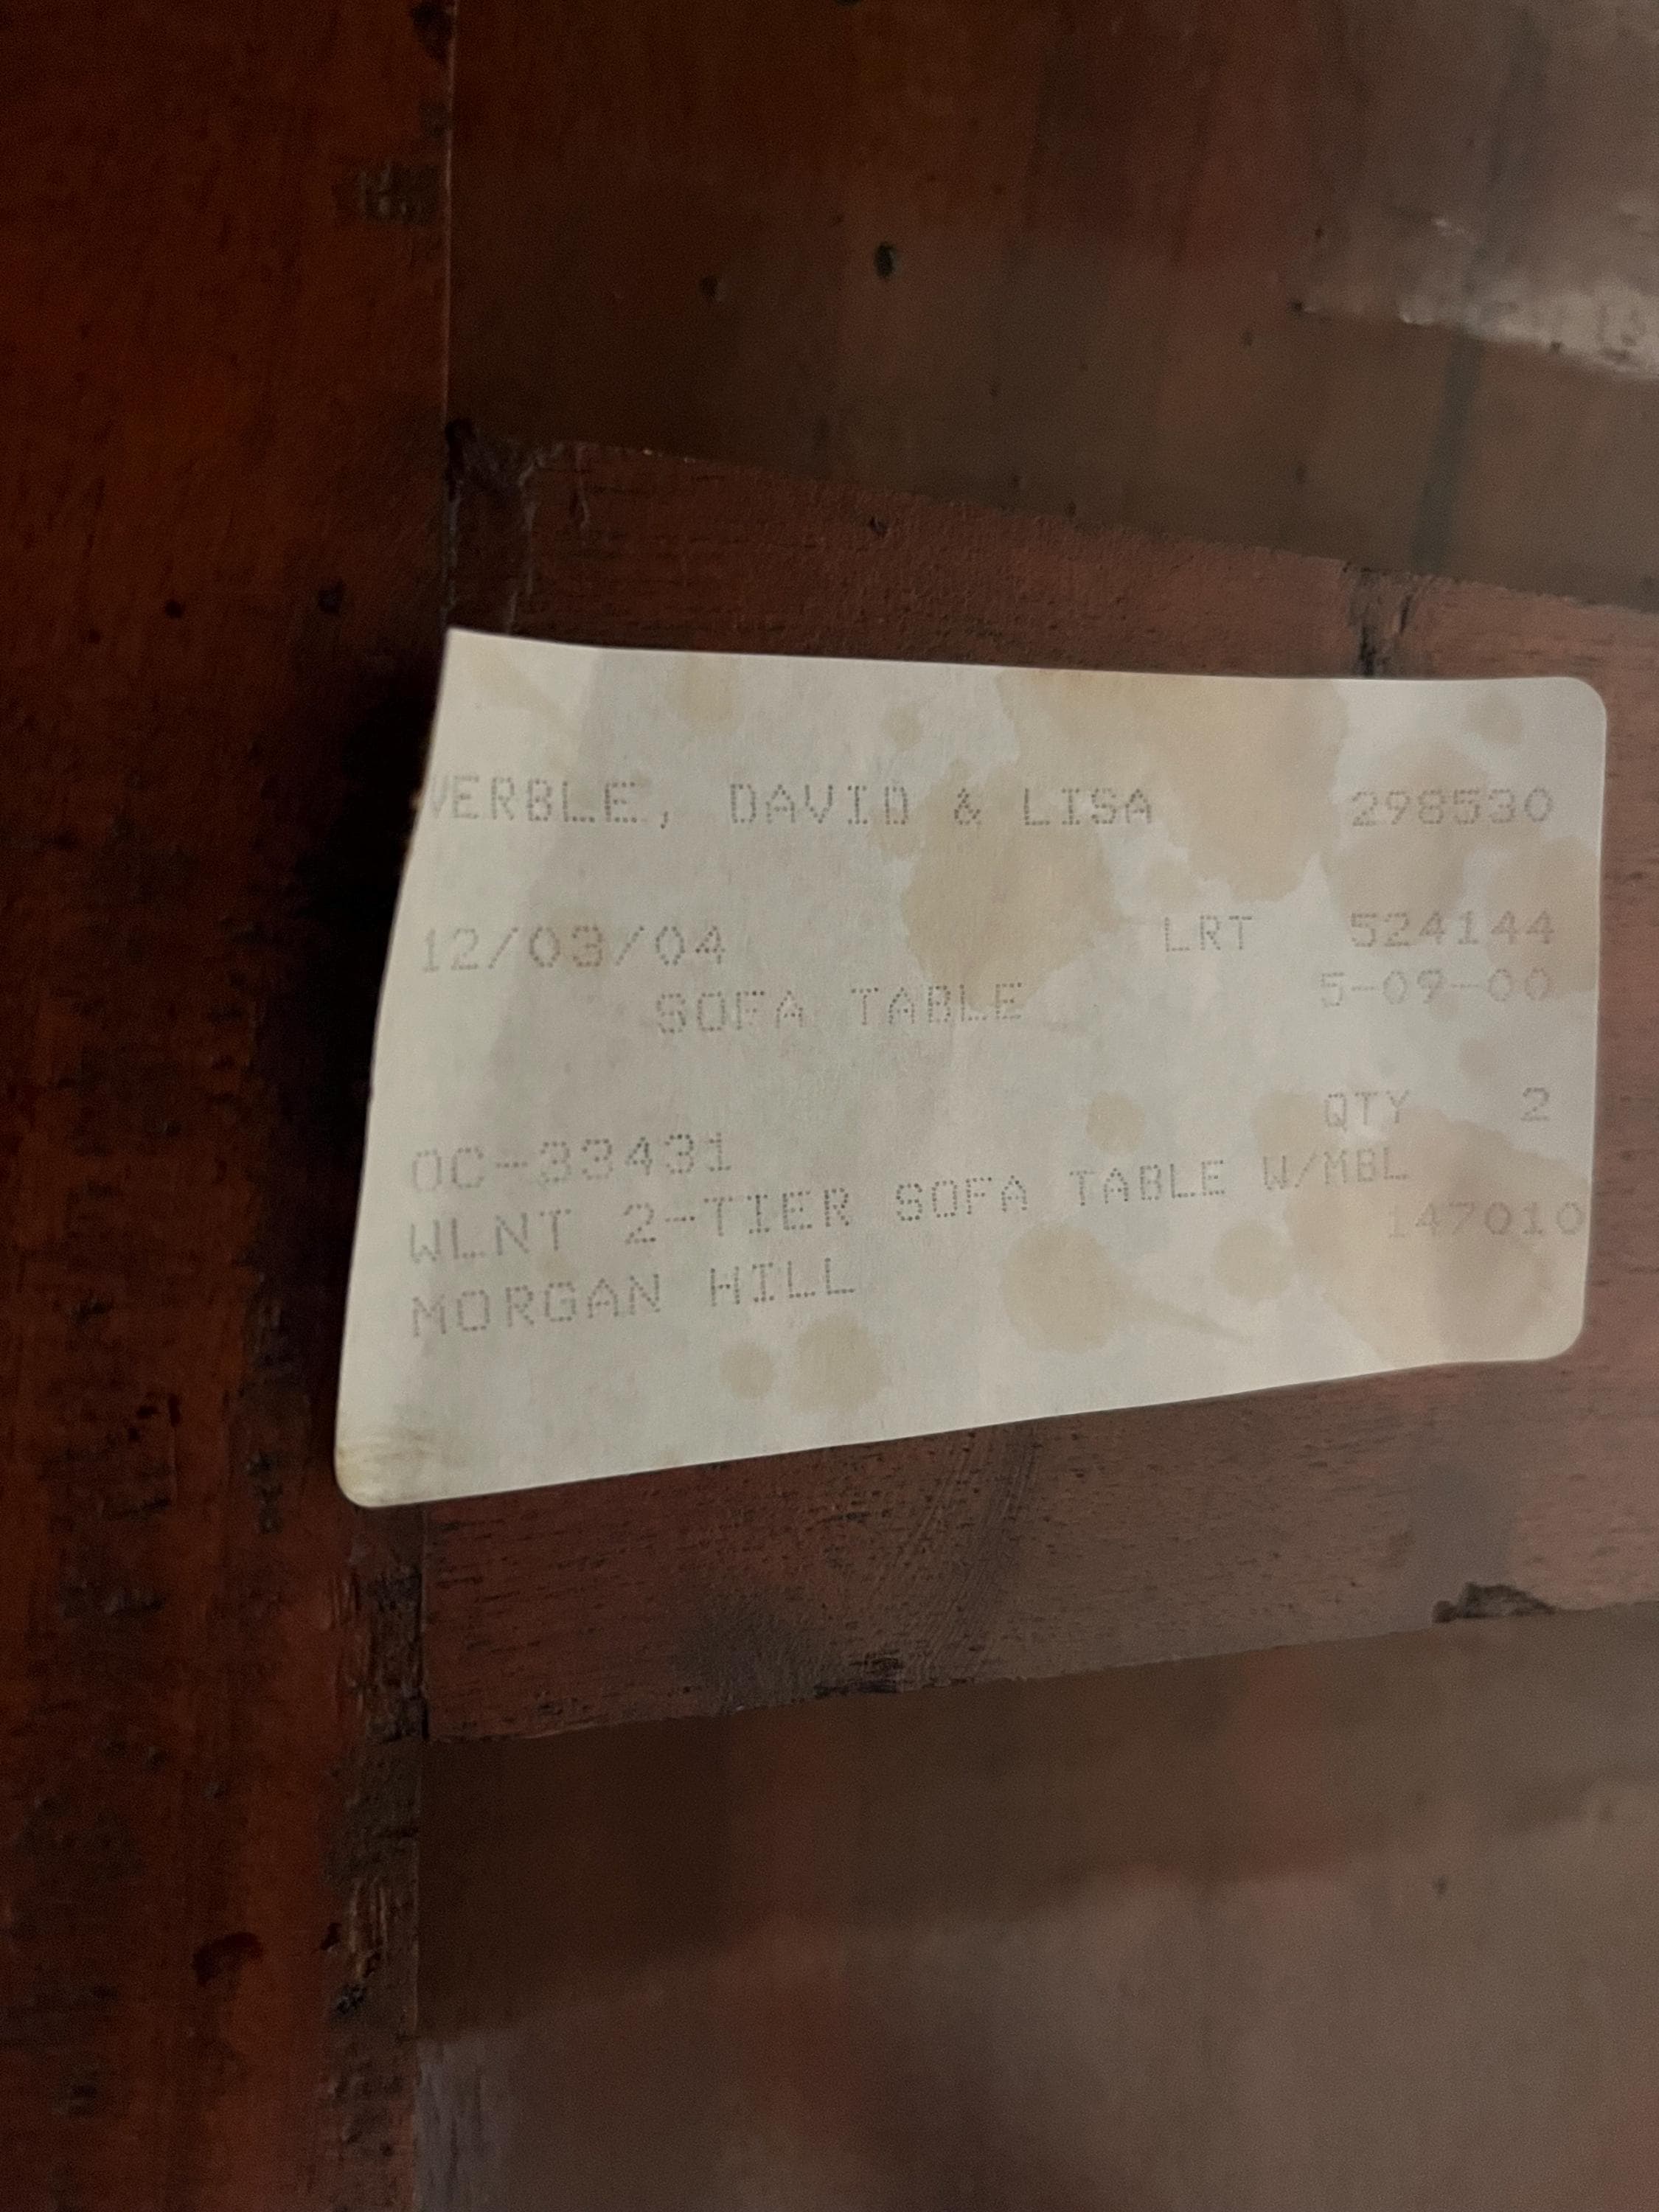 VERBLE, DAVID & LISA 298530
12/03/04 LRT 524144
SOFA TABLE 5-09-00
QTY 2
OC-33431
WLNT 2-TIER SOFA TABLE W/MBL
147010
MORGAN HILL